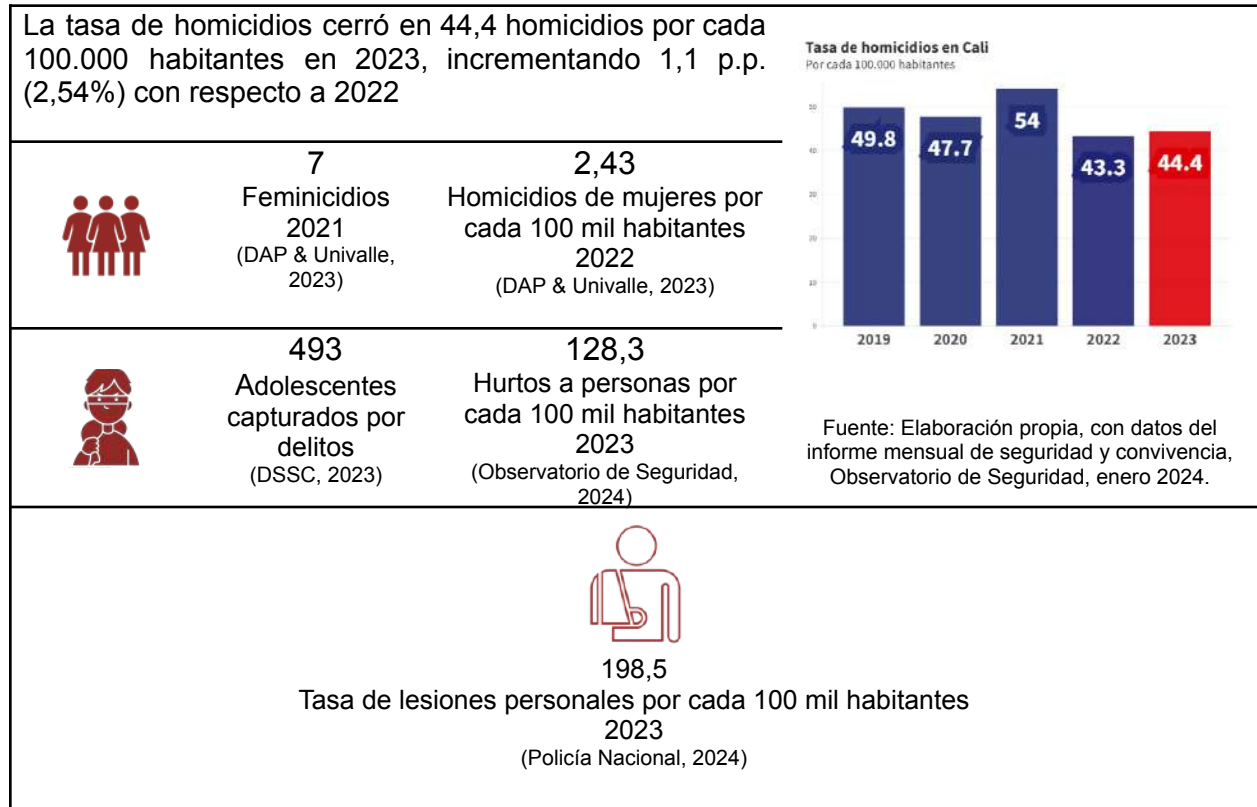 La tasa de homicidios cerró en 44,4 homicidios por cada
100.000 habitantes en 2023, incrementando 1,1 p.p.
(2,54%) con respecto a 2022
Tasa de homicidios en Cali
Por cada 100.000 habitantes
50
40
30
20
10
0
49.8
47.7
54
43.3
44.4
2019
2020
2021
2022
2023
Fuente: Elaboración propia, con datos del
informe mensual de seguridad y convivencia,
Observatorio de Seguridad, enero 2024.
7
Feminicidios
2021
(DAP & Univalle,
2023)
2,43
Homicidios de mujeres por
cada 100 mil habitantes
2022
(DAP & Univalle, 2023)
493
Adolescentes
capturados por
delitos
(DSSC, 2023)
128,3
Hurtos a personas por
cada 100 mil habitantes
2023
(Observatorio de Seguridad,
2024)
198,5
Tasa de lesiones personales por cada 100 mil habitantes
2023
(Policía Nacional, 2024)